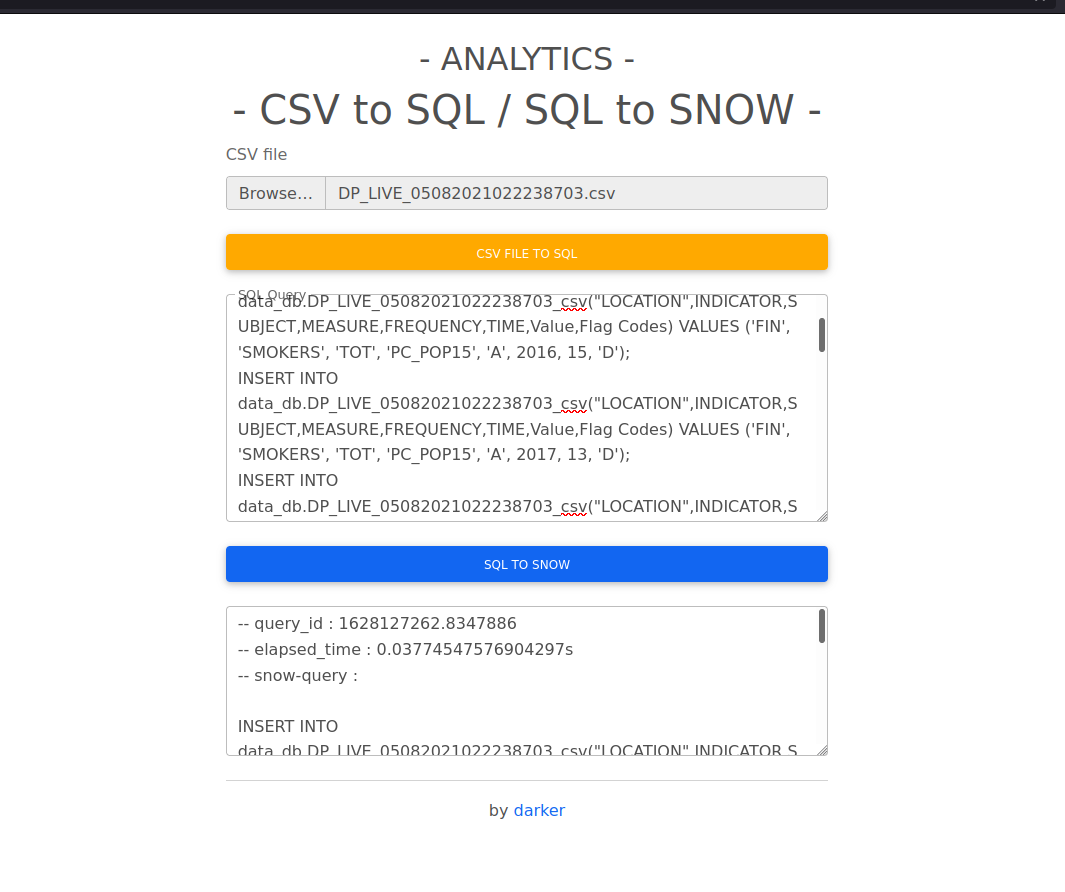 - ANALYTICS -
- CSV to SQL / SQL to SNOW -
CSV file
Browse... DP_LIVE_05082021022238703.csv
CSV FILE TO SQL
SQL Query
data_db.DP_LIVE_05082021022238703_csv("LOCATION",INDICATOR,S
UBJECT,MEASURE,FREQUENCY,TIME,Value,Flag Codes) VALUES ('FIN',
'SMOKERS', 'TOT', 'PC_POP15', 'A', 2016, 15, 'D');
INSERT INTO
data_db.DP_LIVE_05082021022238703_csv("LOCATION",INDICATOR,S
UBJECT,MEASURE,FREQUENCY,TIME,Value,Flag Codes) VALUES ('FIN',
'SMOKERS', 'TOT', 'PC_POP15', 'A', 2017, 13, 'D');
INSERT INTO
data_db.DP_LIVE_05082021022238703_csv("LOCATION",INDICATOR,S
SQL TO SNOW
-- query_id : 1628127262.8347886
-- elapsed_time : 0.03774547576904297s
-- snow-query :
INSERT INTO
data_db.DP_LIVE_05082021022238703_csv("LOCATION",INDICATOR,S
by darker